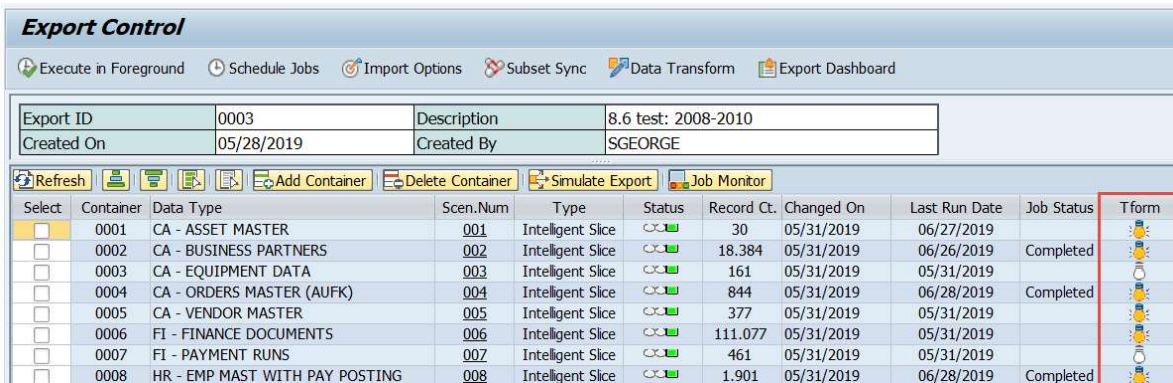 Export Control
Execute in Foreground Schedule Jobs Import Options Subset Sync Data Transform Export Dashboard
Export ID 0003 Description 8.6 test: 2008-2010
Created On 05/28/2019 Created By SGEORGE
Refresh Add Container Delete Container Simulate Export Job Monitor
Select Container Data Type Scen.Num Type Status Record Ct. Changed On Last Run Date Job Status Tform
0001 CA - ASSET MASTER 001 Intelligent Slice 30 05/31/2019 06/27/2019
0002 CA - BUSINESS PARTNERS 002 Intelligent Slice 18.384 05/31/2019 06/26/2019 Completed
0003 CA - EQUIPMENT DATA 003 Intelligent Slice 161 05/31/2019 05/31/2019
0004 CA - ORDERS MASTER (AUFK) 004 Intelligent Slice 844 05/31/2019 06/28/2019 Completed
0005 CA - VENDOR MASTER 005 Intelligent Slice 377 05/31/2019 05/31/2019
0006 FI - FINANCE DOCUMENTS 006 Intelligent Slice 111.077 05/31/2019 05/31/2019
0007 FI - PAYMENT RUNS 007 Intelligent Slice 461 05/31/2019 05/31/2019
0008 HR - EMP MAST WITH PAY POSTING 008 Intelligent Slice 1.901 05/31/2019 06/28/2019 Completed